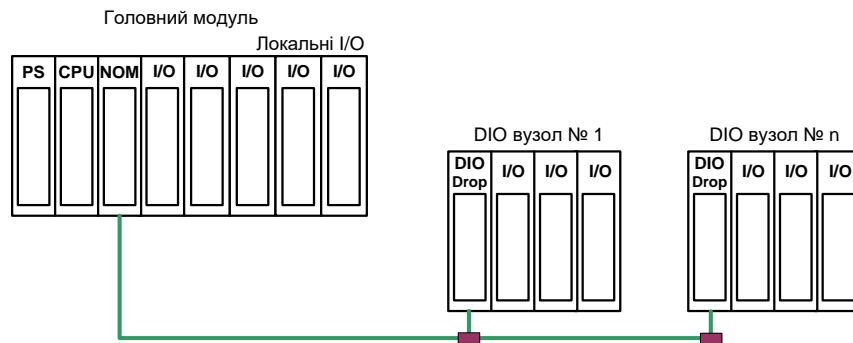 Головний модуль
Локальні I/O
PS CPU NOM I/O I/O I/O I/O I/O
DIO вузол № 1
DIO Drop I/O I/O I/O
DIO вузол № n
DIO Drop I/O I/O I/O